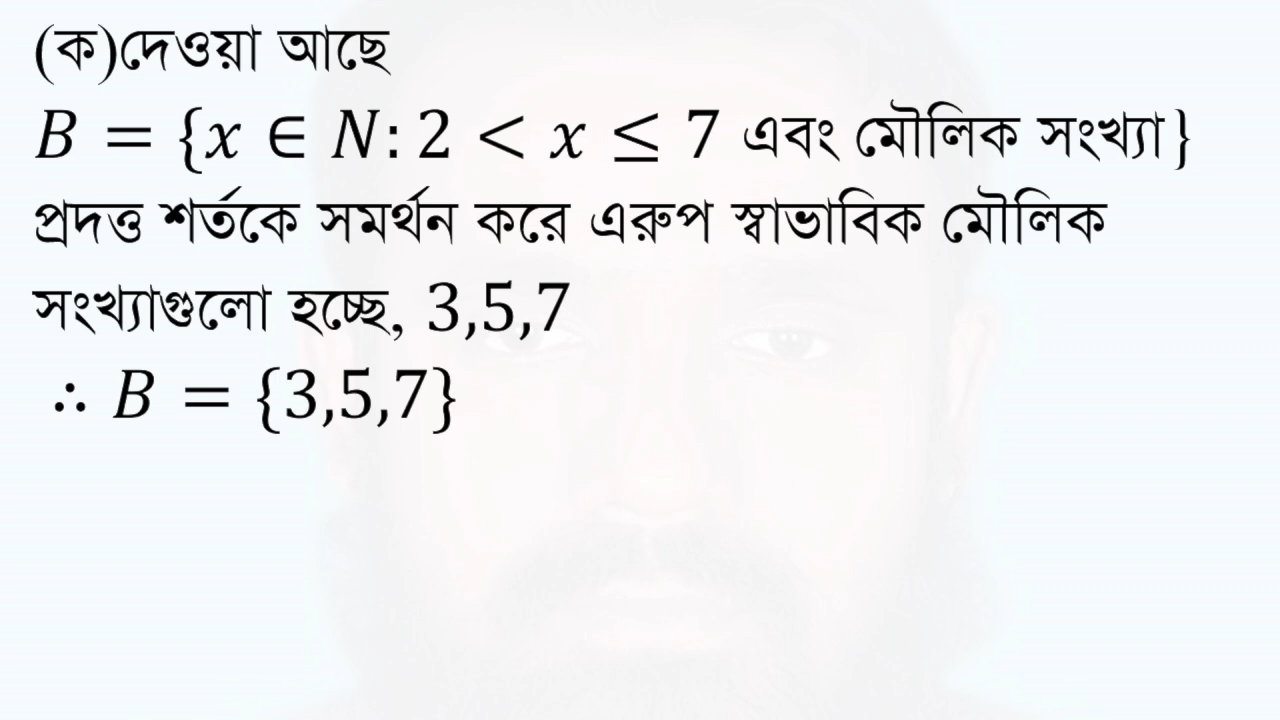 (ক)দেওয়া আছে
B = {x ∈ N: 2 < x ≤ 7 এবং মৌলিক সংখ্যা}
প্রদত্ত শর্তকে সমর্থন করে এরুপ স্বাভাবিক মৌলিক
সংখ্যাগুলো হচ্ছে, 3,5,7
∴ B = {3,5,7}